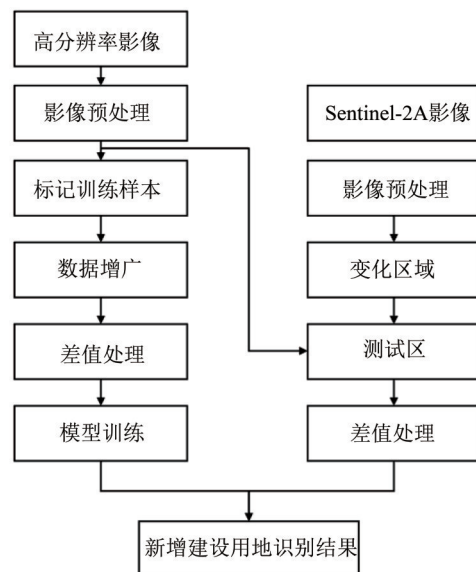 高分辨率影像
影像预处理
标记训练样本
数据增广
差值处理
模型训练
Sentinel-2A影像
影像预处理
变化区域
测试区
差值处理
新增建设用地识别结果